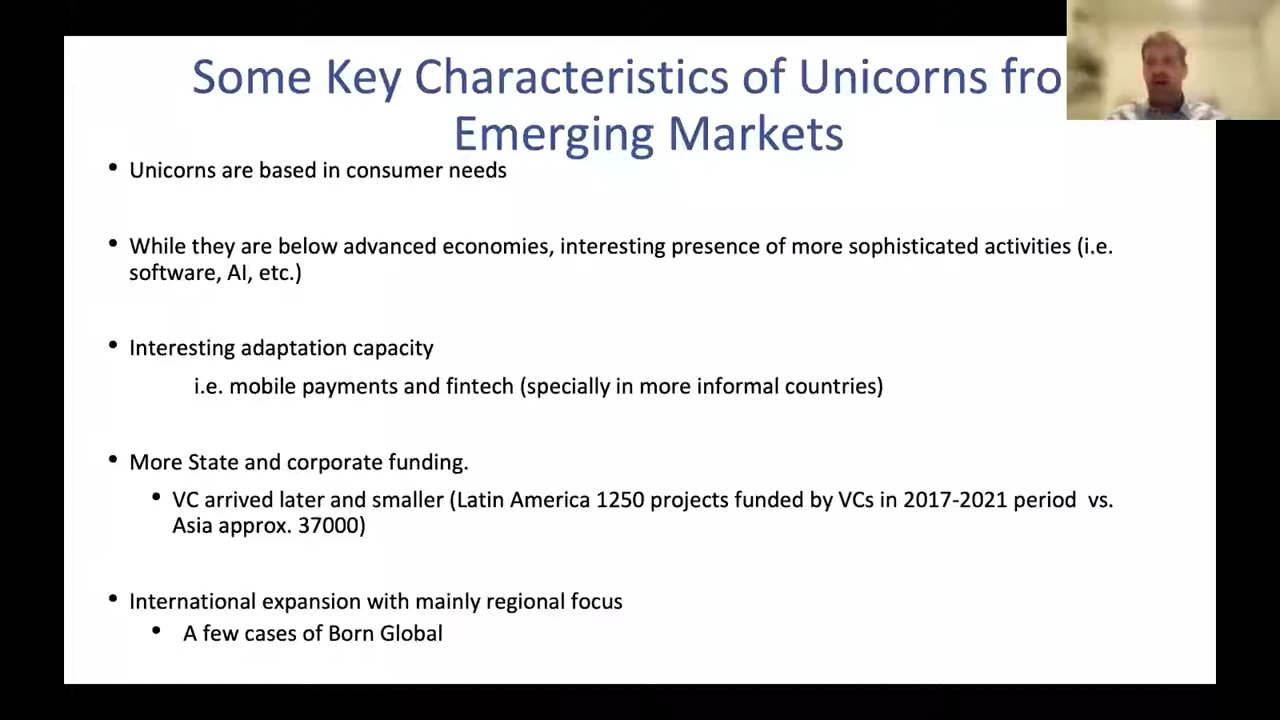 Some Key Characteristics of Unicorns fro
Emerging Markets
• Unicorns are based in consumer needs
• While they are below advanced economies, interesting presence of more sophisticated activities (i.e.
software, AI, etc.)
• Interesting adaptation capacity
i.e. mobile payments and fintech (specially in more informal countries)
• More State and corporate funding.
• VC arrived later and smaller (Latin America 1250 projects funded by VCs in 2017-2021 period vs.
Asia approx. 37000)
• International expansion with mainly regional focus
• A few cases of Born Global